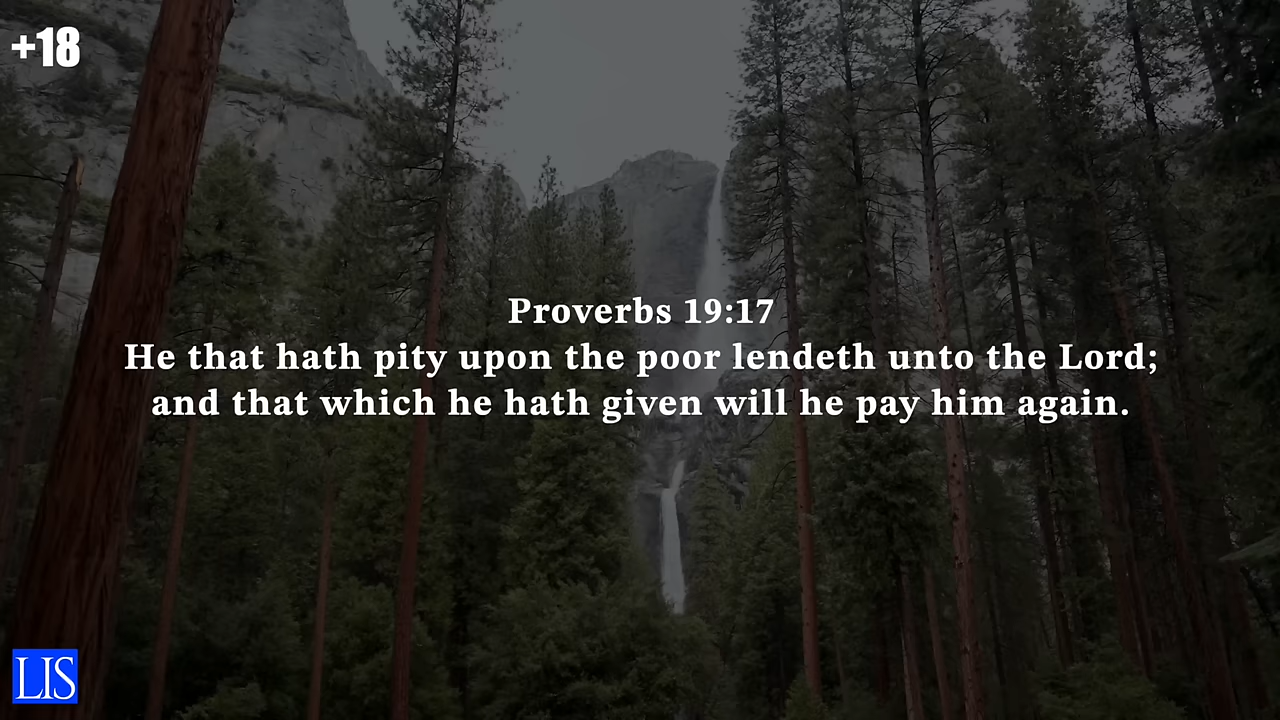 +18
Proverbs 19:17
He that hath pity upon the poor lendeth unto the Lord;
and that which he hath given will he pay him again.
LIS